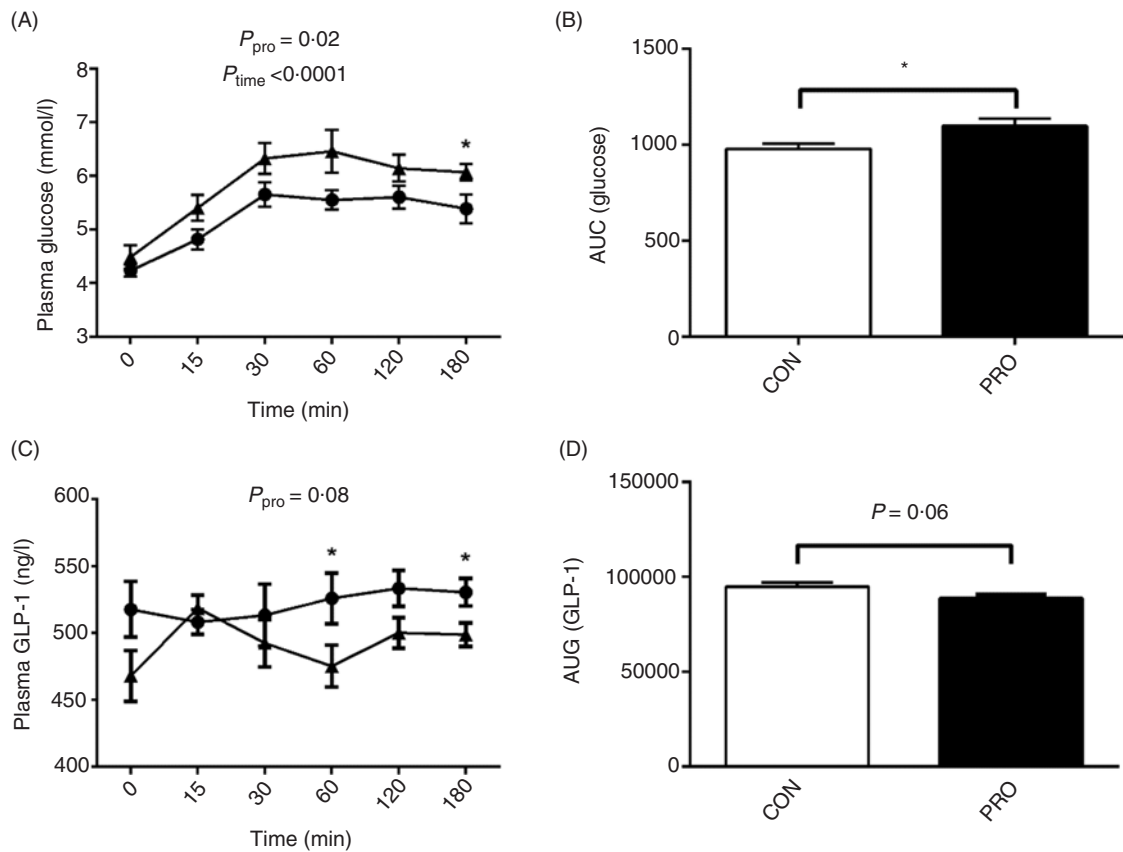 (A)
P pro = 0·02
P time <0·0001
8
7
6
5
4
3
Plasma glucose (mmol/l)
*
0 15 30 60 120 180
Time (min)
(B)
1500
1000
500
0
AUC (glucose)
*
CON PRO
(C)
P pro = 0·08
600
550
500
450
400
Plasma GLP-1 (ng/l)
* *
0 15 30 60 120 180
Time (min)
(D)
150000
100000
50000
0
AUG (GLP-1)
P = 0·06
CON PRO